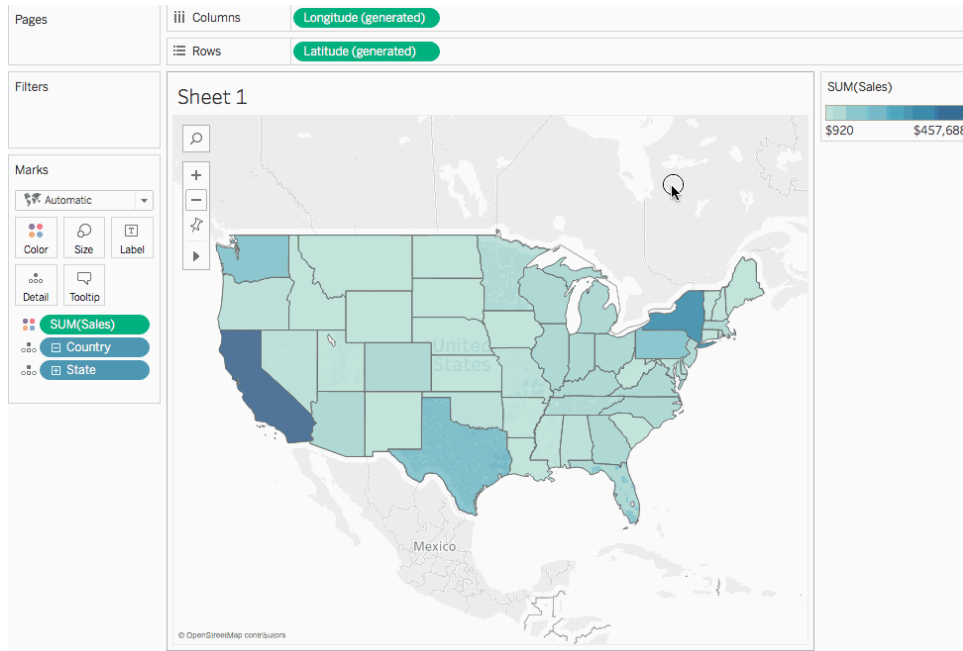 Pages
Columns
Longitude (generated)
Rows
Latitude (generated)
Filters
Sheet 1
SUM(Sales)
$920
$457,688
Marks
Automatic
Color
Size
Label
T
Detail
Tooltip
SUM(Sales)
Country
State
United
States
Mexico
© OpenStreetMap contributors